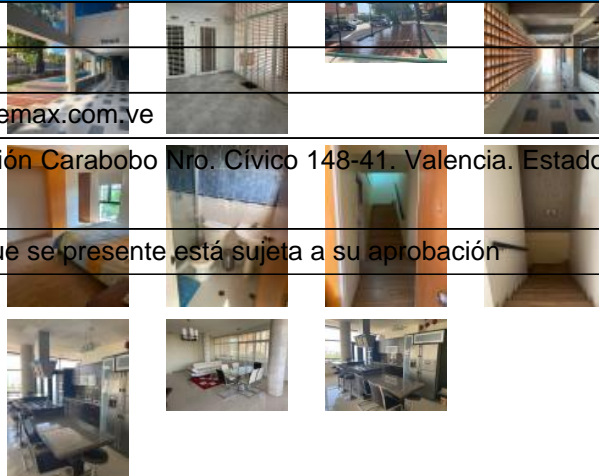 emax.com.ve
ión Carabobo Nro. Cívico 148-41. Valencia. Estado
ue se presente está sujeta a su aprobación